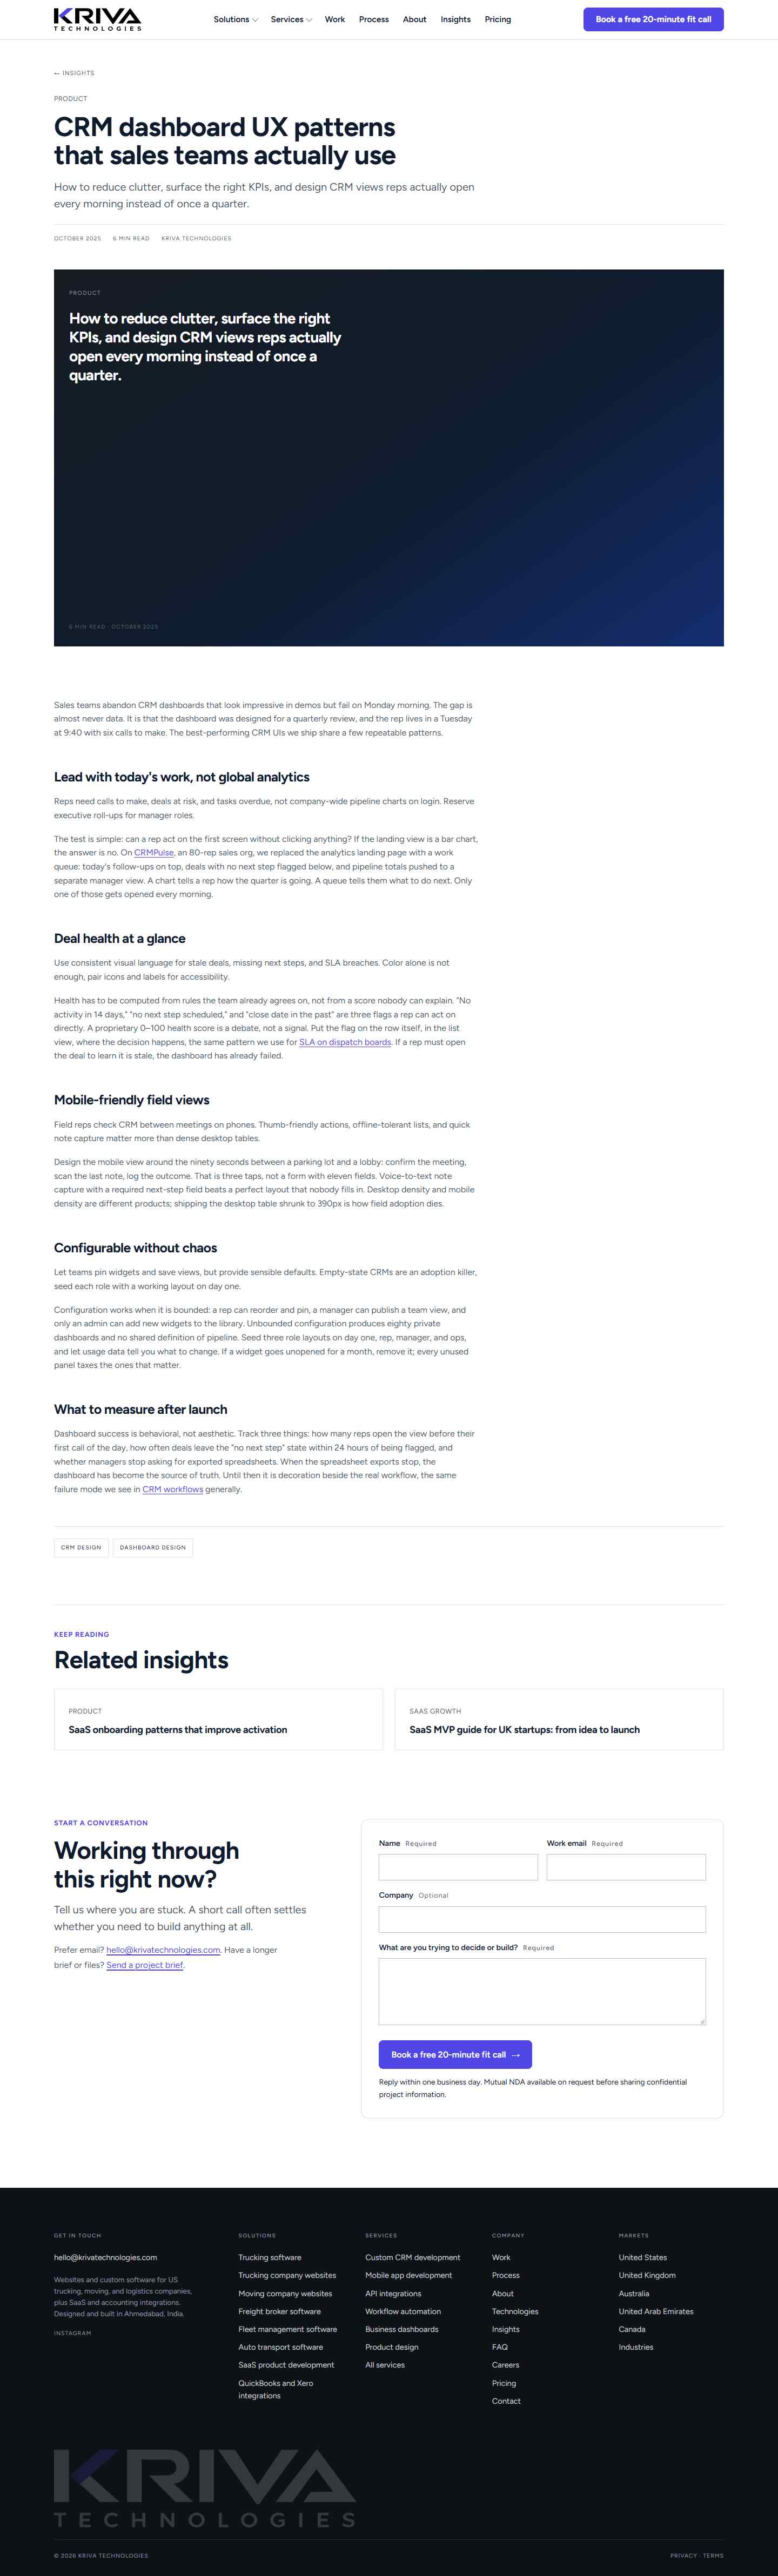 KRIVA
TECHNOLOGIES
Solutions
Services
Work
Process
About
Insights
Pricing
Book a free 20-minute fit call
← INSIGHTS
PRODUCT
CRM dashboard UX patterns
that sales teams actually use
How to reduce clutter, surface the right KPIs, and design CRM views reps actually open
every morning instead of once a quarter.
OCTOBER 2025
6 MIN READ
KRIVA TECHNOLOGIES
PRODUCT
How to reduce clutter, surface the right
KPIs, and design CRM views reps actually
open every morning instead of once a
quarter.
6 MIN READ · OCTOBER 2025
Sales teams abandon CRM dashboards that look impressive in demos but fail on Monday morning. The gap is
almost never data. It is that the dashboard was designed for a quarterly review, and the rep lives in a Tuesday
at 9:40 with six calls to make. The best-performing CRM UIs we ship share a few repeatable patterns.
Lead with today's work, not global analytics
Reps need calls to make, deals at risk, and tasks overdue, not company-wide pipeline charts on login. Reserve
executive roll-ups for manager roles.
The test is simple: can a rep act on the first screen without clicking anything? If the landing view is a bar chart,
the answer is no. On CRMPulse, an 80-rep sales org, we replaced the analytics landing page with a work
queue: today's follow-ups on top, deals with no next step flagged below, and pipeline totals pushed to a
separate manager view. A chart tells a rep how the quarter is going. A queue tells them what to do next. Only
one of those gets opened every morning.
Deal health at a glance
Use consistent visual language for stale deals, missing next steps, and SLA breaches. Color alone is not
enough, pair icons and labels for accessibility.
Health has to be computed from rules the team already agrees on, not from a score nobody can explain. "No
activity in 14 days," "no next step scheduled," and "close date in the past" are three flags a rep can act on
directly. A proprietary 0–100 health score is a debate, not a signal. Put the flag on the row itself, in the list
view, where the decision happens, the same pattern we use for SLA on dispatch boards. If a rep must open
the deal to learn it is stale, the dashboard has already failed.
Mobile-friendly field views
Field reps check CRM between meetings on phones. Thumb-friendly actions, offline-tolerant lists, and quick
note capture matter more than dense desktop tables.
Design the mobile view around the ninety seconds between a parking lot and a lobby: confirm the meeting,
scan the last note, log the outcome. That is three taps, not a form with eleven fields. Voice-to-text note
capture with a required next-step field beats a perfect layout that nobody fills in. Desktop density and mobile
density are different products; shipping the desktop table shrunk to 390px is how field adoption dies.
Configurable without chaos
Let teams pin widgets and save views, but provide sensible defaults. Empty-state CRMs are an adoption killer,
seed each role with a working layout on day one.
Configuration works when it is bounded: a rep can reorder and pin, a manager can publish a team view, and
only an admin can add new widgets to the library. Unbounded configuration produces eighty private
dashboards and no shared definition of pipeline. Seed three role layouts on day one, rep, manager, and ops,
and let usage data tell you what to change. If a widget goes unopened for a month, remove it; every unused
panel taxes the ones that matter.
What to measure after launch
Dashboard success is behavioral, not aesthetic. Track three things: how many reps open the view before their
first call of the day, how often deals leave the "no next step" state within 24 hours of being flagged, and
whether managers stop asking for exported spreadsheets. When the spreadsheet exports stop, the
dashboard has become the source of truth. Until then it is decoration beside the real workflow, the same
failure mode we see in CRM workflows generally.
CRM DESIGN
DASHBOARD DESIGN
KEEP READING
Related insights
PRODUCT
SaaS onboarding patterns that improve activation
SAAS GROWTH
SaaS MVP guide for UK startups: from idea to launch
START A CONVERSATION
Working through
this right now?
Tell us where you are stuck. A short call often settles
whether you need to build anything at all.
Prefer email? hello@krivatechnologies.com. Have a longer
brief or files? Send a project brief.
Name Required
Work email Required
Company Optional
What are you trying to decide or build? Required
Book a free 20-minute fit call →
Reply within one business day. Mutual NDA available on request before sharing confidential
project information.
GET IN TOUCH
hello@krivatechnologies.com
Websites and custom software for US
trucking, moving, and logistics companies,
plus SaaS and accounting integrations.
Designed and built in Ahmedabad, India.
INSTAGRAM
SOLUTIONS
Trucking software
Trucking company websites
Moving company websites
Freight broker software
Fleet management software
Auto transport software
SaaS product development
QuickBooks and Xero
integrations
SERVICES
Custom CRM development
Mobile app development
API integrations
Workflow automation
Business dashboards
Product design
All services
COMPANY
Work
Process
About
Technologies
Insights
FAQ
Careers
Pricing
Contact
MARKETS
United States
United Kingdom
Australia
United Arab Emirates
Canada
Industries
KRIVA
TECHNOLOGIES
© 2026 KRIVA TECHNOLOGIES
PRIVACY · TERMS